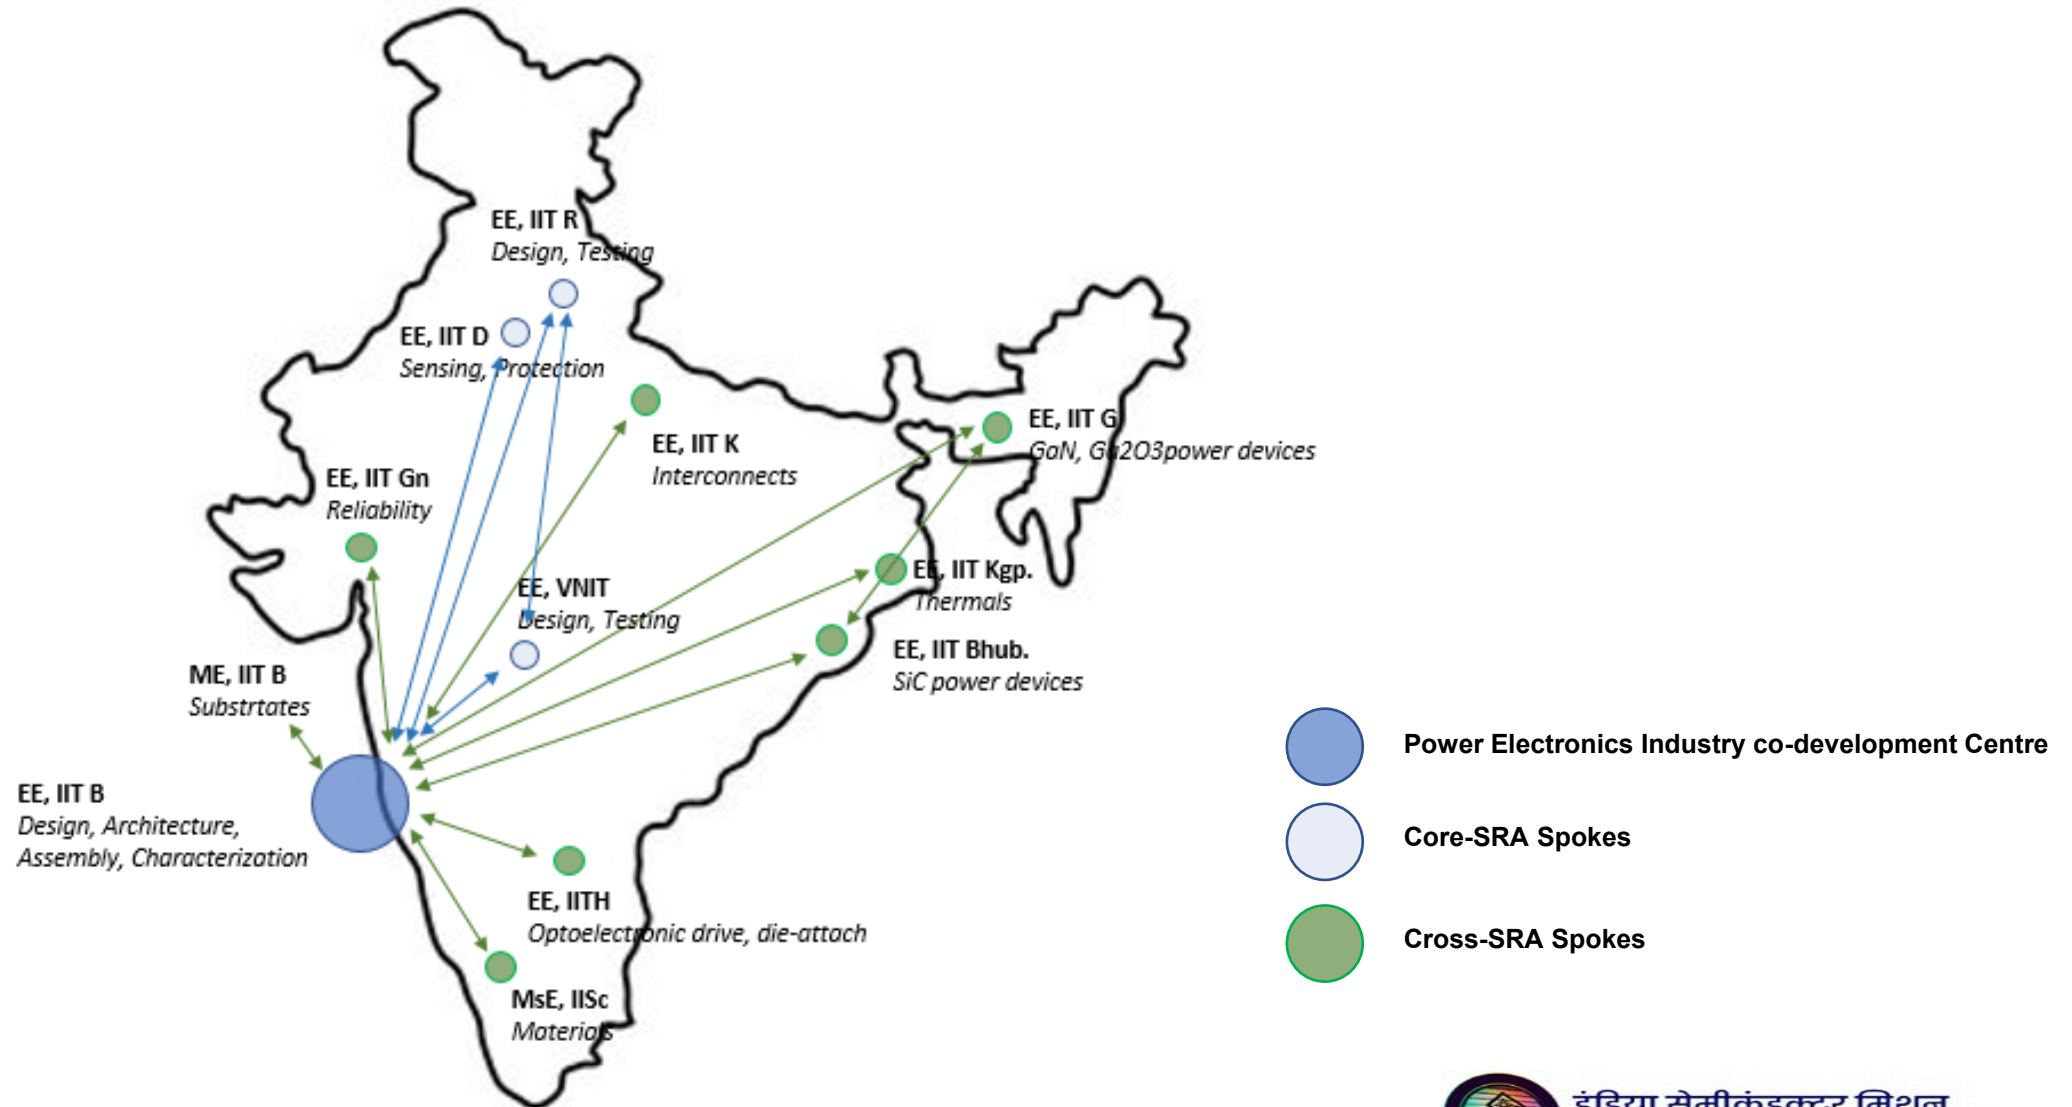 EE, IIT R
Design, Testing
EE, IIT D
Sensing, Protection
EE, IIT K
Interconnects
EE, IIT G
GaN, Ga2O3power devices
EE, IIT Gn
Reliability
EE, VNIT
Design, Testing
EE, IIT Kgp.
Thermals
EE, IIT Bhub.
SiC power devices
ME, IIT B
Substrtates
EE, IIT B
Design, Architecture,
Assembly, Characterization
EE, IITH
Optoelectronic drive, die-attach
MsE, IISc
Materials
Power Electronics Industry co-development Centre
Core-SRA Spokes
Cross-SRA Spokes
इंडिया सेमीकंडक्टर मिशन